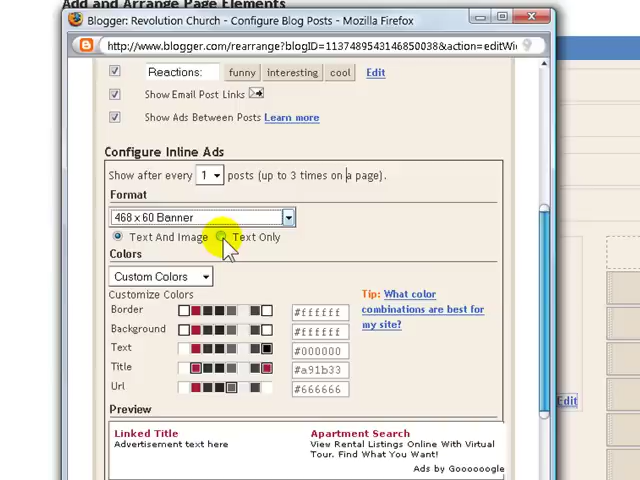 Add and Arrange Page Elements
Blogger: Revolution Church - Configure Blog Posts - Mozilla Firefox
http://www.blogger.com/rearrange?blogID=1137489543146850038&action=editWi
Reactions: funny interesting cool Edit
Show Email Post Links
Show Ads Between Posts Learn more
Configure Inline Ads
Show after every 1 posts (up to 3 times on a page).
Format
468 x 60 Banner
Text And Image Text Only
Colors
Custom Colors
Customize Colors
Border #ffffff
Background #ffffff
Text #000000
Title #a91b33
Url #666666
Tip: What color
combinations are best for
my site?
Edit
Preview
Linked Title
Advertisement text here
Apartment Search
View Rental Listings Online With Virtual
Tour. Find What You Want!
Ads by Goooooogle